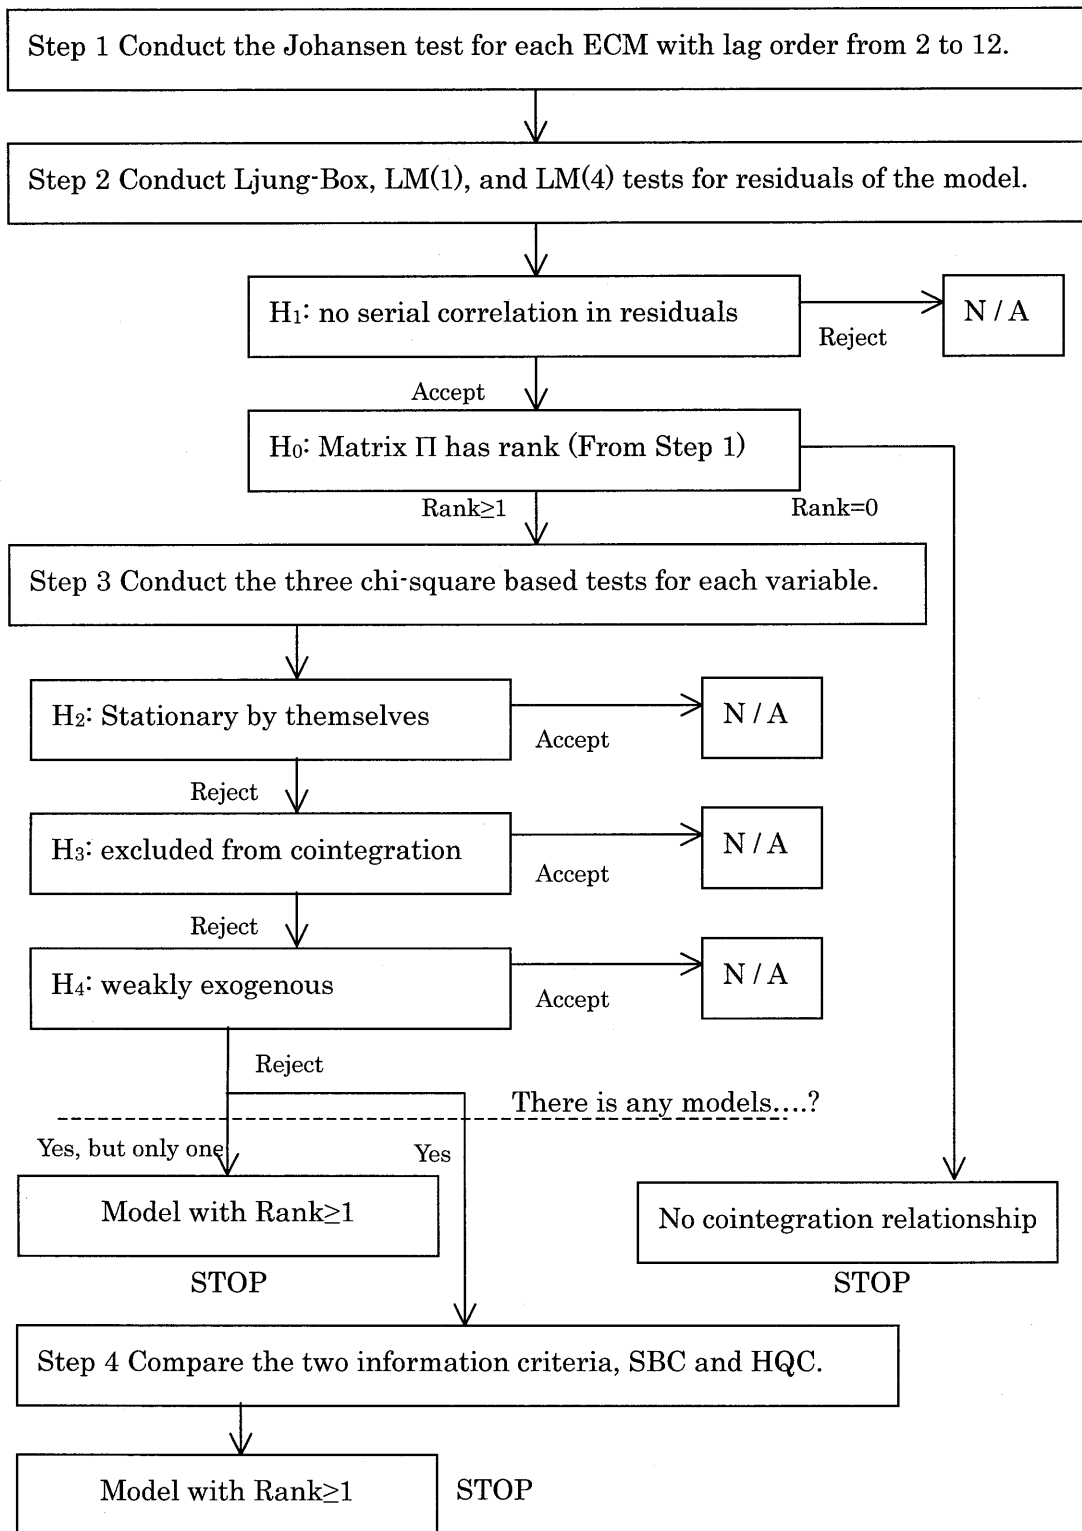 Step 1 Conduct the Johansen test for each ECM with lag order from 2 to 12.
Step 2 Conduct Ljung-Box, LM(1), and LM(4) tests for residuals of the model.
H₁: no serial correlation in residuals
N / A
Reject
Accept
H₀: Matrix Π has rank (From Step 1)
Rank≥1
Rank=0
Step 3 Conduct the three chi-square based tests for each variable.
H₂: Stationary by themselves
N / A
Accept
Reject
H₃: excluded from cointegration
N / A
Accept
Reject
H₄: weakly exogenous
N / A
Accept
Reject
There is any models....?
Yes, but only one
Yes
Model with Rank≥1
No cointegration relationship
STOP
STOP
Step 4 Compare the two information criteria, SBC and HQC.
Model with Rank≥1
STOP